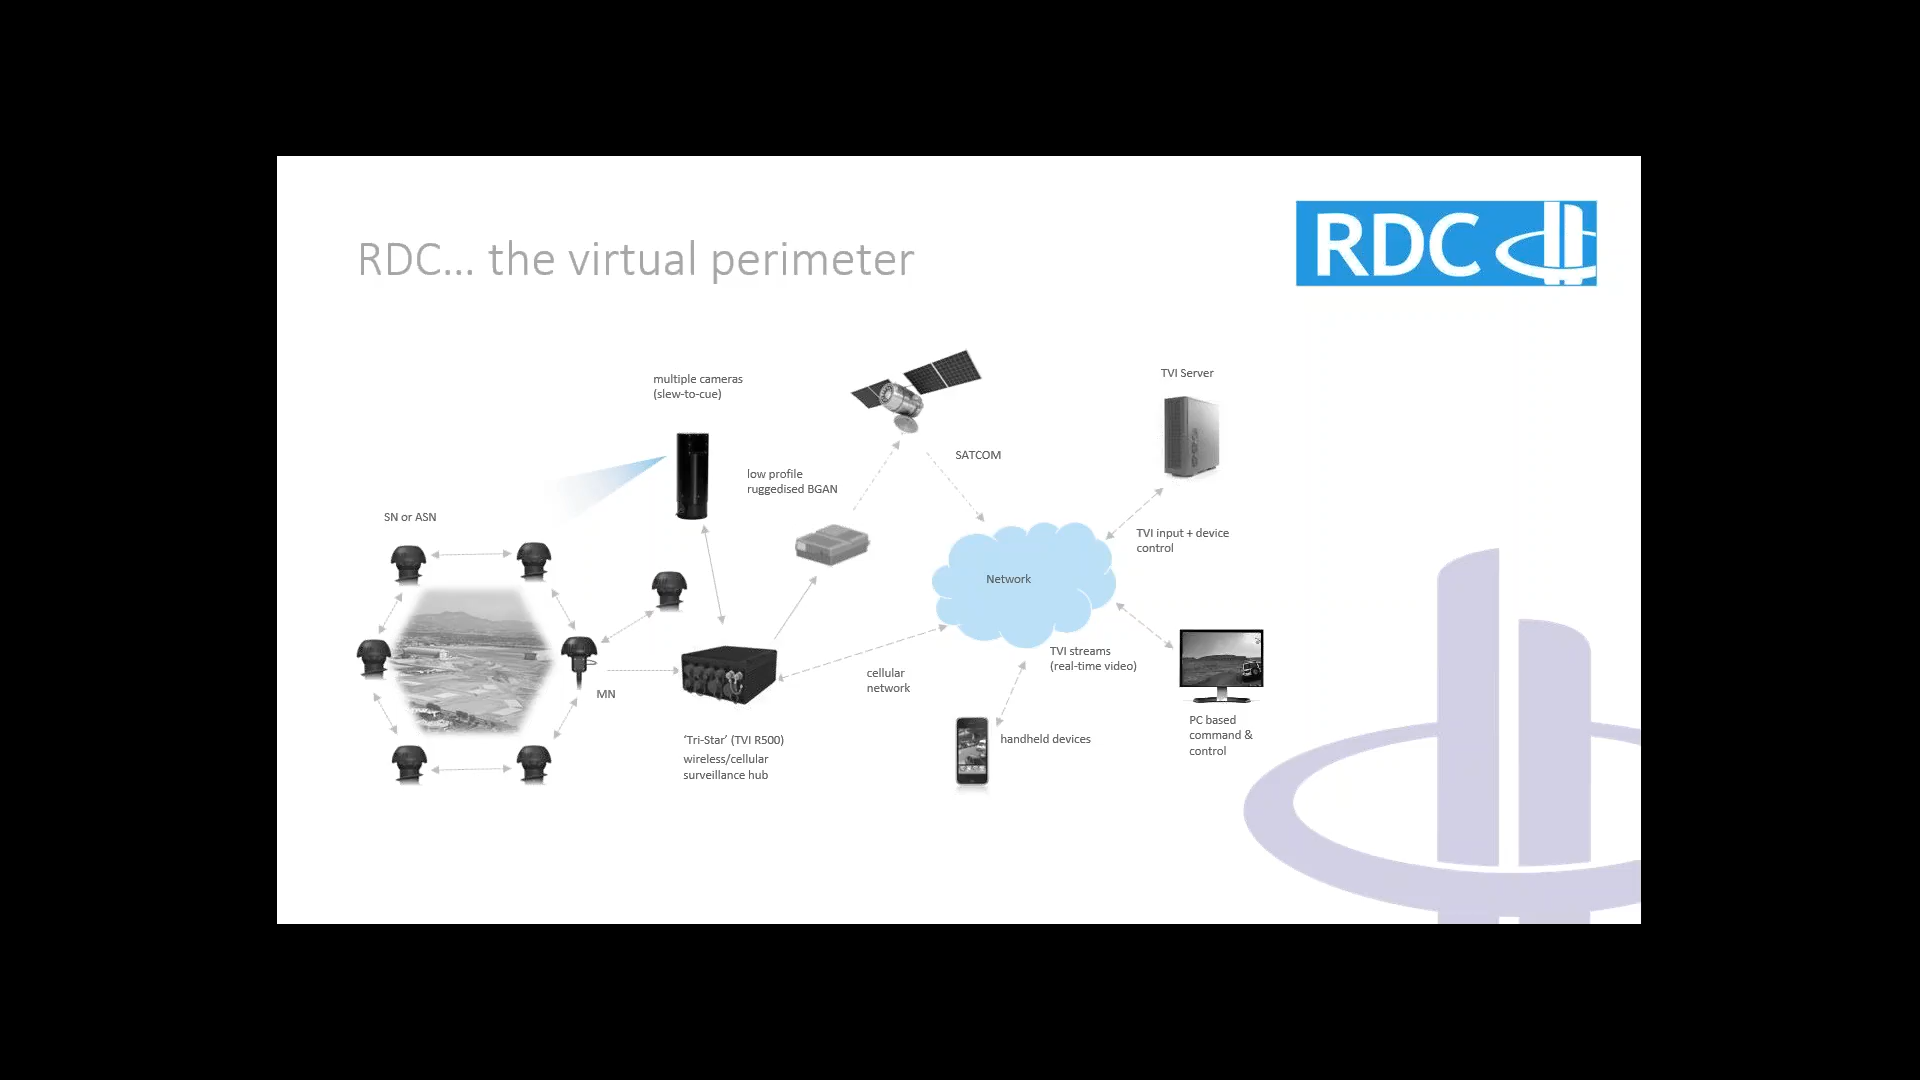 RDC... the virtual perimeter
RDC
multiple cameras
(slew-to-cue)
TVI Server
SATCOM
low profile
ruggedised BGAN
SN or ASN
TVI input + device
control
Network
TVI streams
(real-time video)
cellular
network
MN
'Tri-Star' (TVI R500)
wireless/cellular
surveillance hub
handheld devices
PC based
command &
control